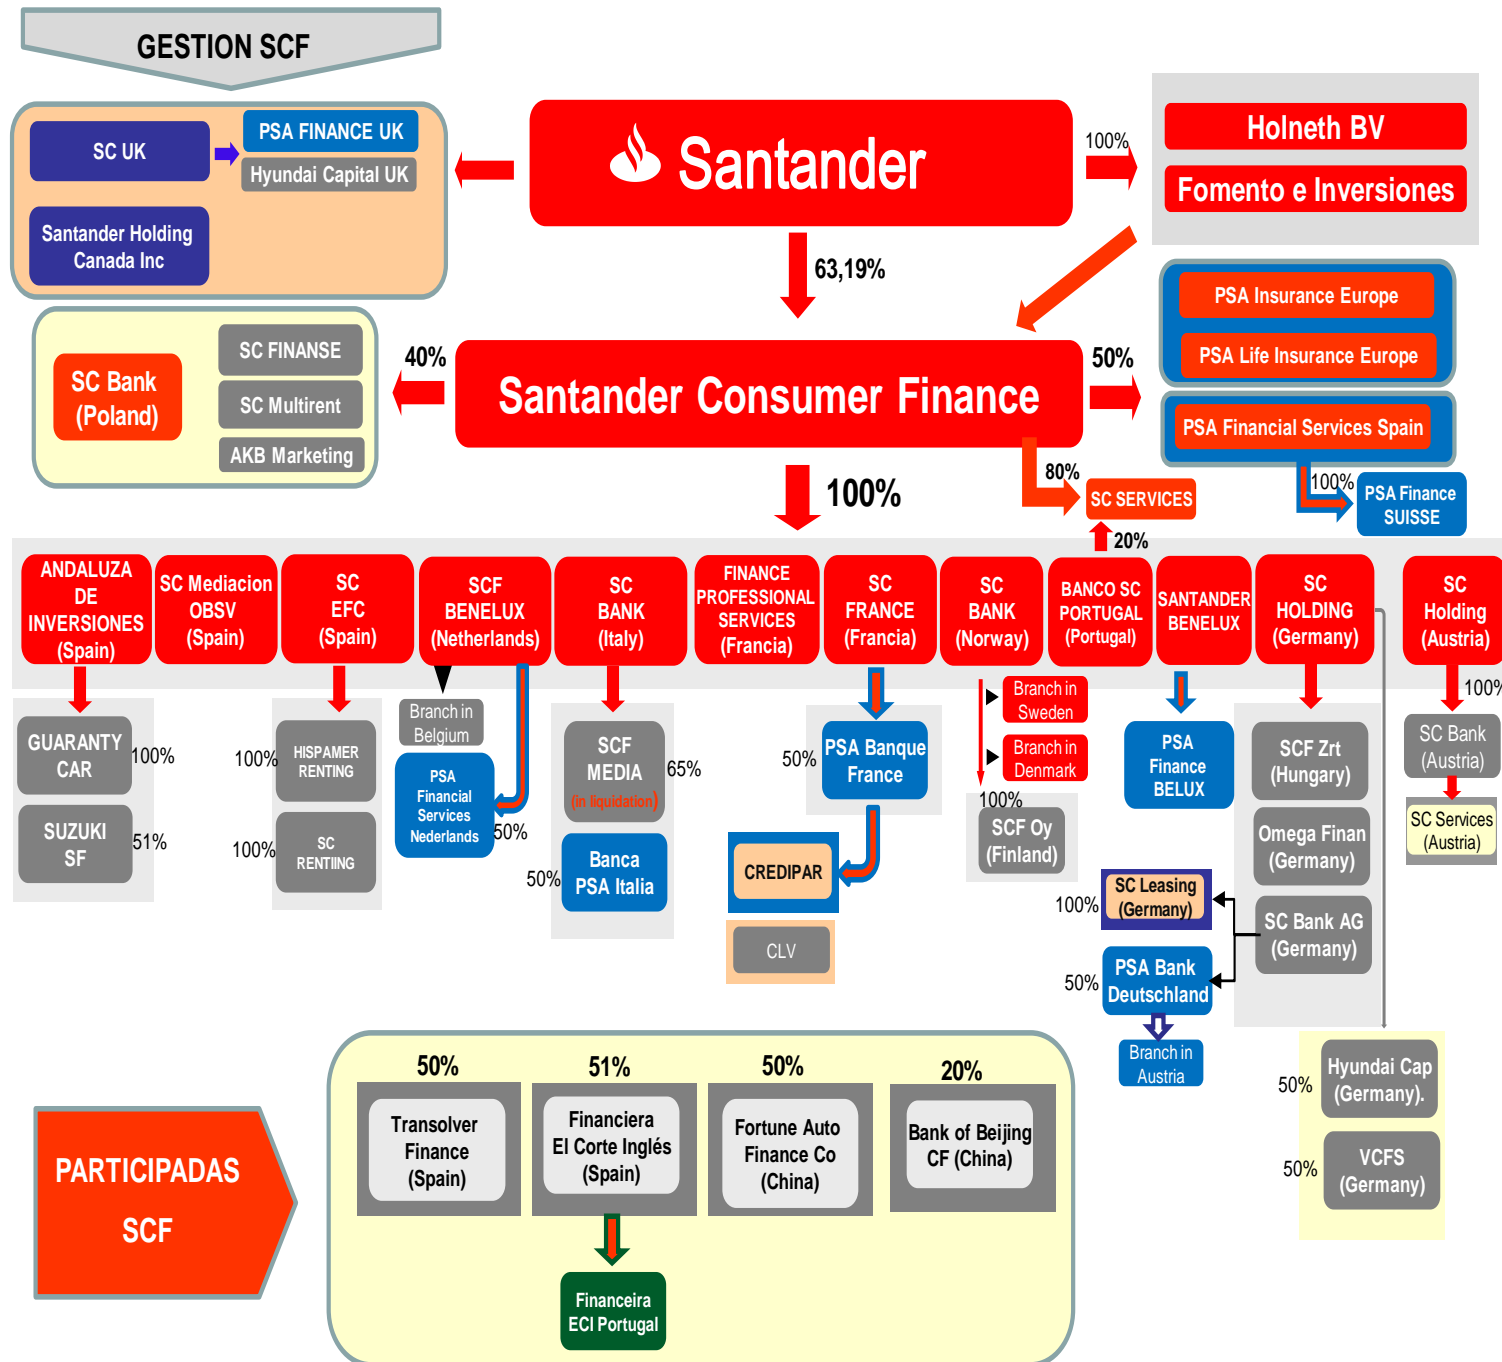 GESTION SCF
SC UK
PSA FINANCE UK
Hyundai Capital UK
Santander Holding
Canada Inc
Santander
100%
Holneth BV
Fomento e Inversiones
63,19%
SC Bank
(Poland)
SC FINANSE
SC Multirent
AKB Marketing
40%
Santander Consumer Finance
50%
PSA Insurance Europe
PSA Life Insurance Europe
PSA Financial Services Spain
100%
PSA Finance
SUISSE
80%
SC SERVICES
20%
100%
ANDALUZA
DE
INVERSIONES
(Spain)
SC Mediacion
OBSV
(Spain)
SC
EFC
(Spain)
SCF
BENELUX
(Netherlands)
SC
BANK
(Italy)
FINANCE
PROFESSIONAL
SERVICES
(Francia)
SC
FRANCE
(Francia)
SC
BANK
(Norway)
BANCO SC
PORTUGAL
(Portugal)
SANTANDER
BENELUX
SC
HOLDING
(Germany)
SC
Holding
(Austria)
GUARANTY
CAR
100%
SUZUKI
SF
51%
100%
HISPAMER
RENTING
100%
SC
RENTIING
Branch in
Belgium
PSA
Financial
Services
Nederlands
50%
SCF
MEDIA
(in liquidation)
65%
50%
Banca
PSA Italia
50%
PSA Banque
France
CREDIPAR
CLV
Branch in
Sweden
Branch in
Denmark
100%
SCF Oy
(Finland)
PSA
Finance
BELUX
SCF Zrt
(Hungary)
Omega Finan
(Germany)
SC Bank AG
(Germany)
100%
SC Leasing
(Germany)
50%
PSA Bank
Deutschland
Branch in
Austria
100%
SC Bank
(Austria)
SC Services
(Austria)
50%
Hyundai Cap
(Germany).
50%
VCFS
(Germany)
PARTICIPADAS
SCF
50%
Transolver
Finance
(Spain)
51%
Financiera
El Corte Inglés
(Spain)
50%
Fortune Auto
Finance Co
(China)
20%
Bank of Beijing
CF (China)
Financeira
ECI Portugal